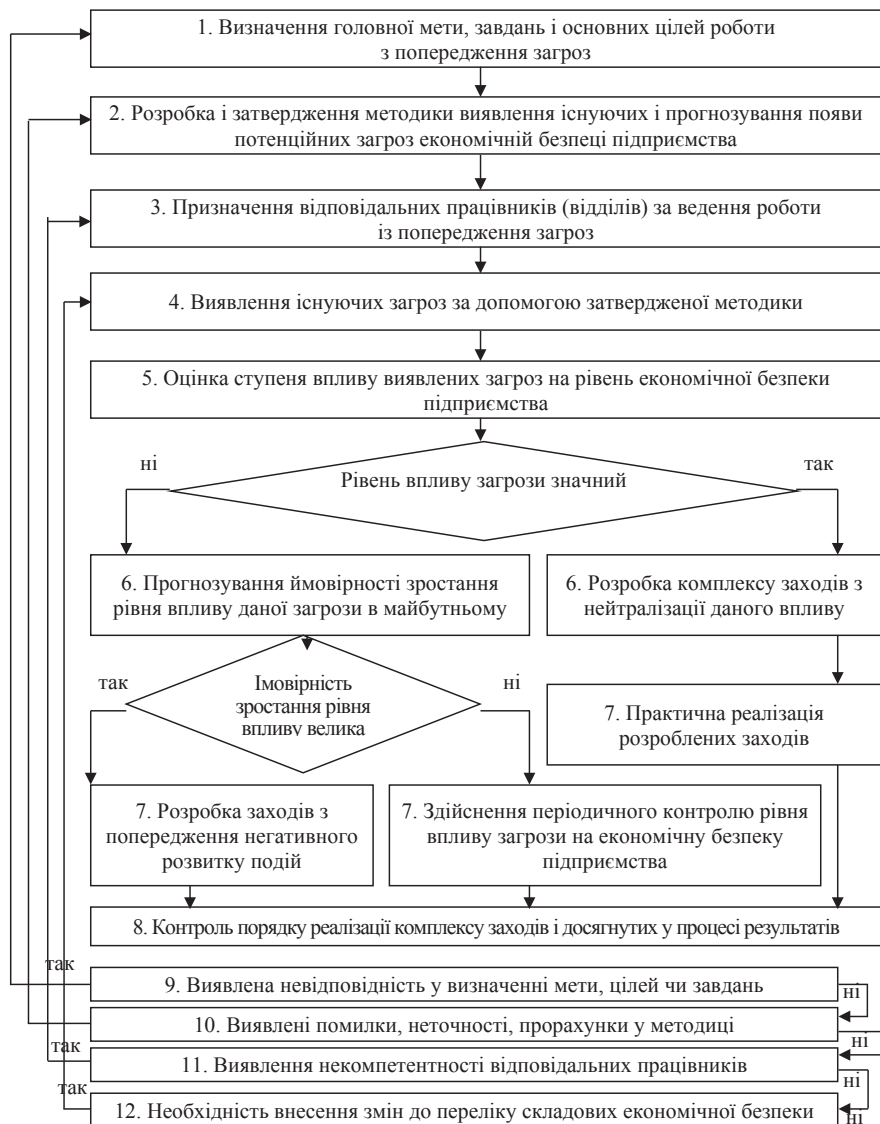 1. Визначення головної мети, завдань і основних цілей роботи
з попередження загроз
2. Розробка і затвердження методики виявлення існуючих і прогнозування появи
потенційних загроз економічній безпеці підприємства
3. Призначення відповідальних працівників (відділів) за ведення роботи
із попередження загроз
4. Виявлення існуючих загроз за допомогою затвердженої методики
5. Оцінка ступеня впливу виявлених загроз на рівень економічної безпеки
підприємства
ні
Рівень впливу загрози значний
так
6. Прогнозування ймовірності зростання
рівня впливу даної загрози в майбутньому
6. Розробка комплексу заходів з
нейтралізації даного впливу
так
Імовірність
зростання рівня
впливу велика
ні
7. Практична реалізація
розроблених заходів
7. Розробка заходів з
попередження негативного
розвитку подій
7. Здійснення періодичного контролю рівня
впливу загрози на економічну безпеку
підприємства
8. Контроль порядку реалізації комплексу заходів і досягнутих у процесі результатів
так
9. Виявлена невідповідність у визначенні мети, цілей чи завдань
ні
10. Виявлені помилки, неточності, прорахунки у методиці
ні
так
11. Виявлення некомпетентності відповідальних працівників
ні
так
12. Необхідність внесення змін до переліку складових економічної безпеки
ні